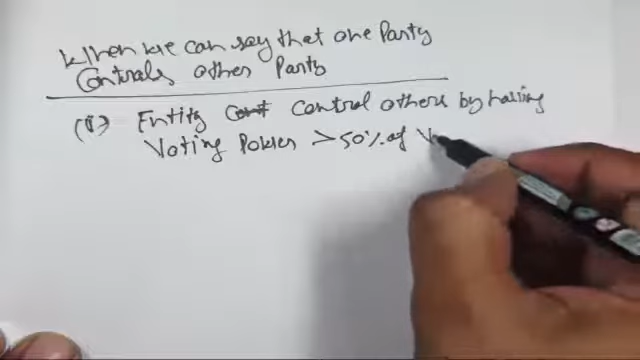 When we can say that one Party
Controls other Party
(i) Entity Cont Control others by having
Voting Power >50% of V